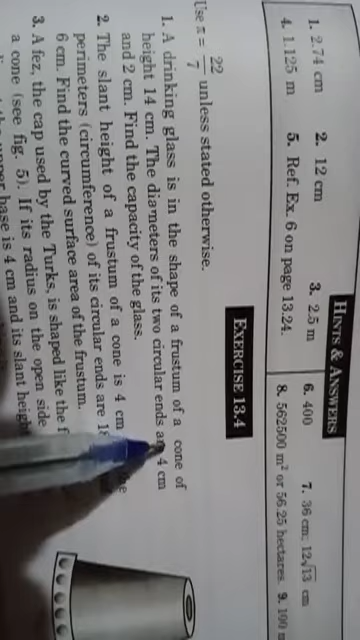 HINTS & ANSWERS
1. 2.74 cm 2. 12 cm 3. 2.5 m 6. 400 7. 36 cm; 12√13 cm
4. 1.125 m 5. Ref. Ex. 6 on page 13.24. 8. 562500 m² or 56.25 hectares. 9. 100
EXERCISE 13.4
Use π = 22/7 unless stated otherwise.
1. A drinking glass is in the shape of a frustum of a cone of
height 14 cm. The diameters of its two circular ends are 4 cm
and 2 cm. Find the capacity of the glass.
2. The slant height of a frustum of a cone is 4 cm
perimeters (circumference) of its circular ends are 18
6 cm. Find the curved surface area of the frustum.
3. A fez, the cap used by the Turks, is shaped like the f
a cone (see fig. 5). If its radius on the open side
base is 4 cm and its slant height